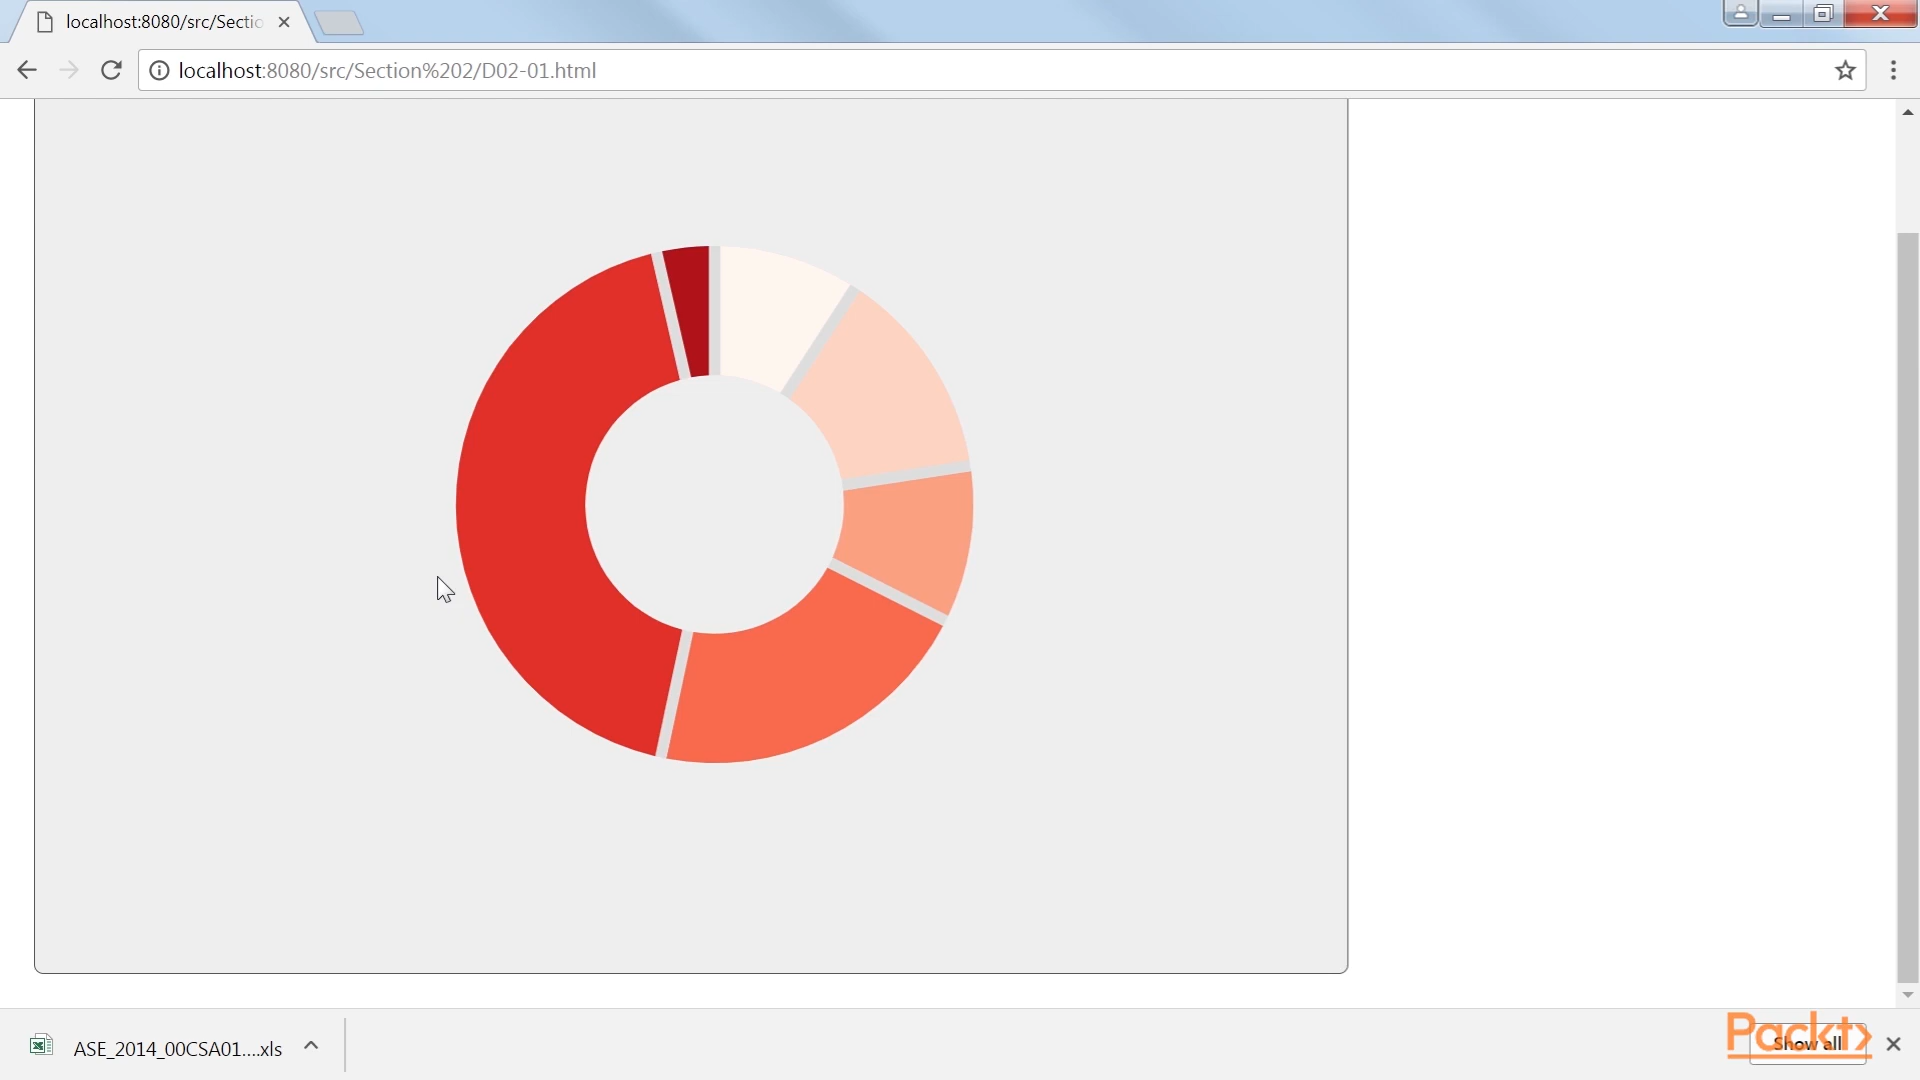 localhost:8080/src/Sectio
localhost:8080/src/Section%202/D02-01.html
ASE_2014_00CSA01....xls
Show all
Packt